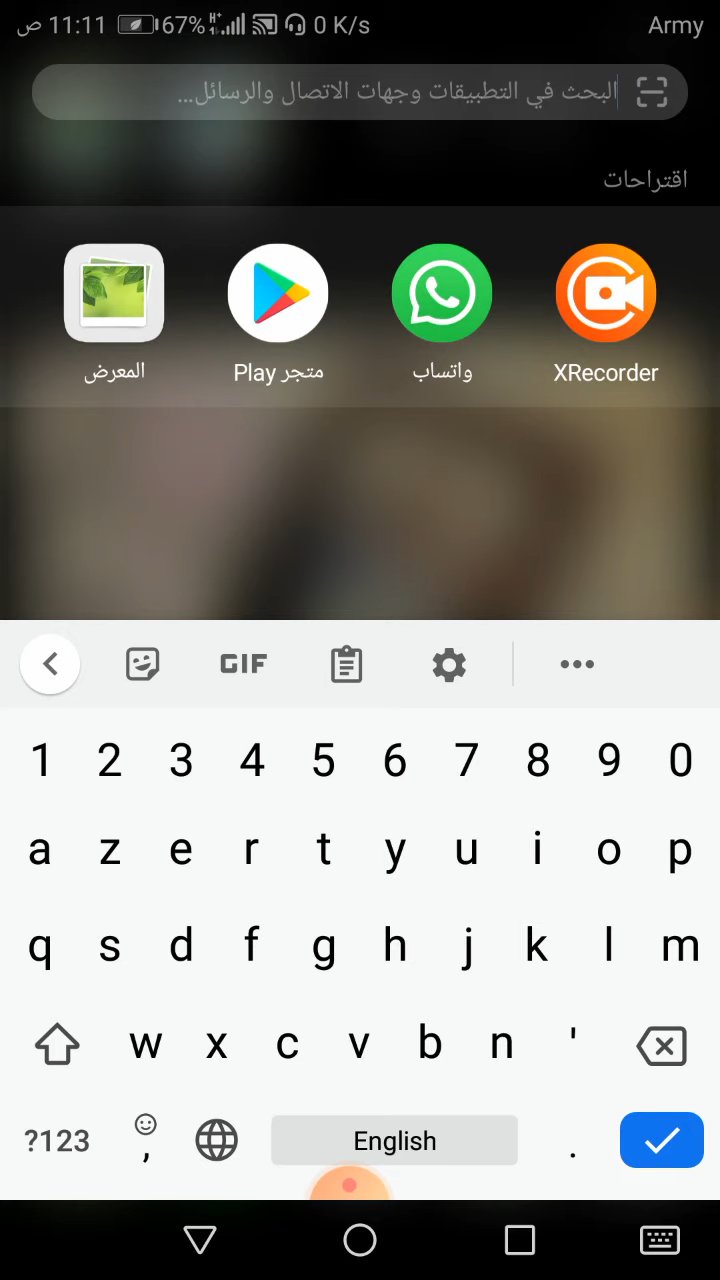 ص 11:11 67% H+ 0 K/s Army
البحث في التطبيقات وجهات الاتصال والرسائل...
اقتراحات
المعرض
متجر Play
واتساب
XRecorder
GIF
1 2 3 4 5 6 7 8 9 0
a z e r t y u i o p
q s d f g h j k l m
w x c v b n '
?123 , English .